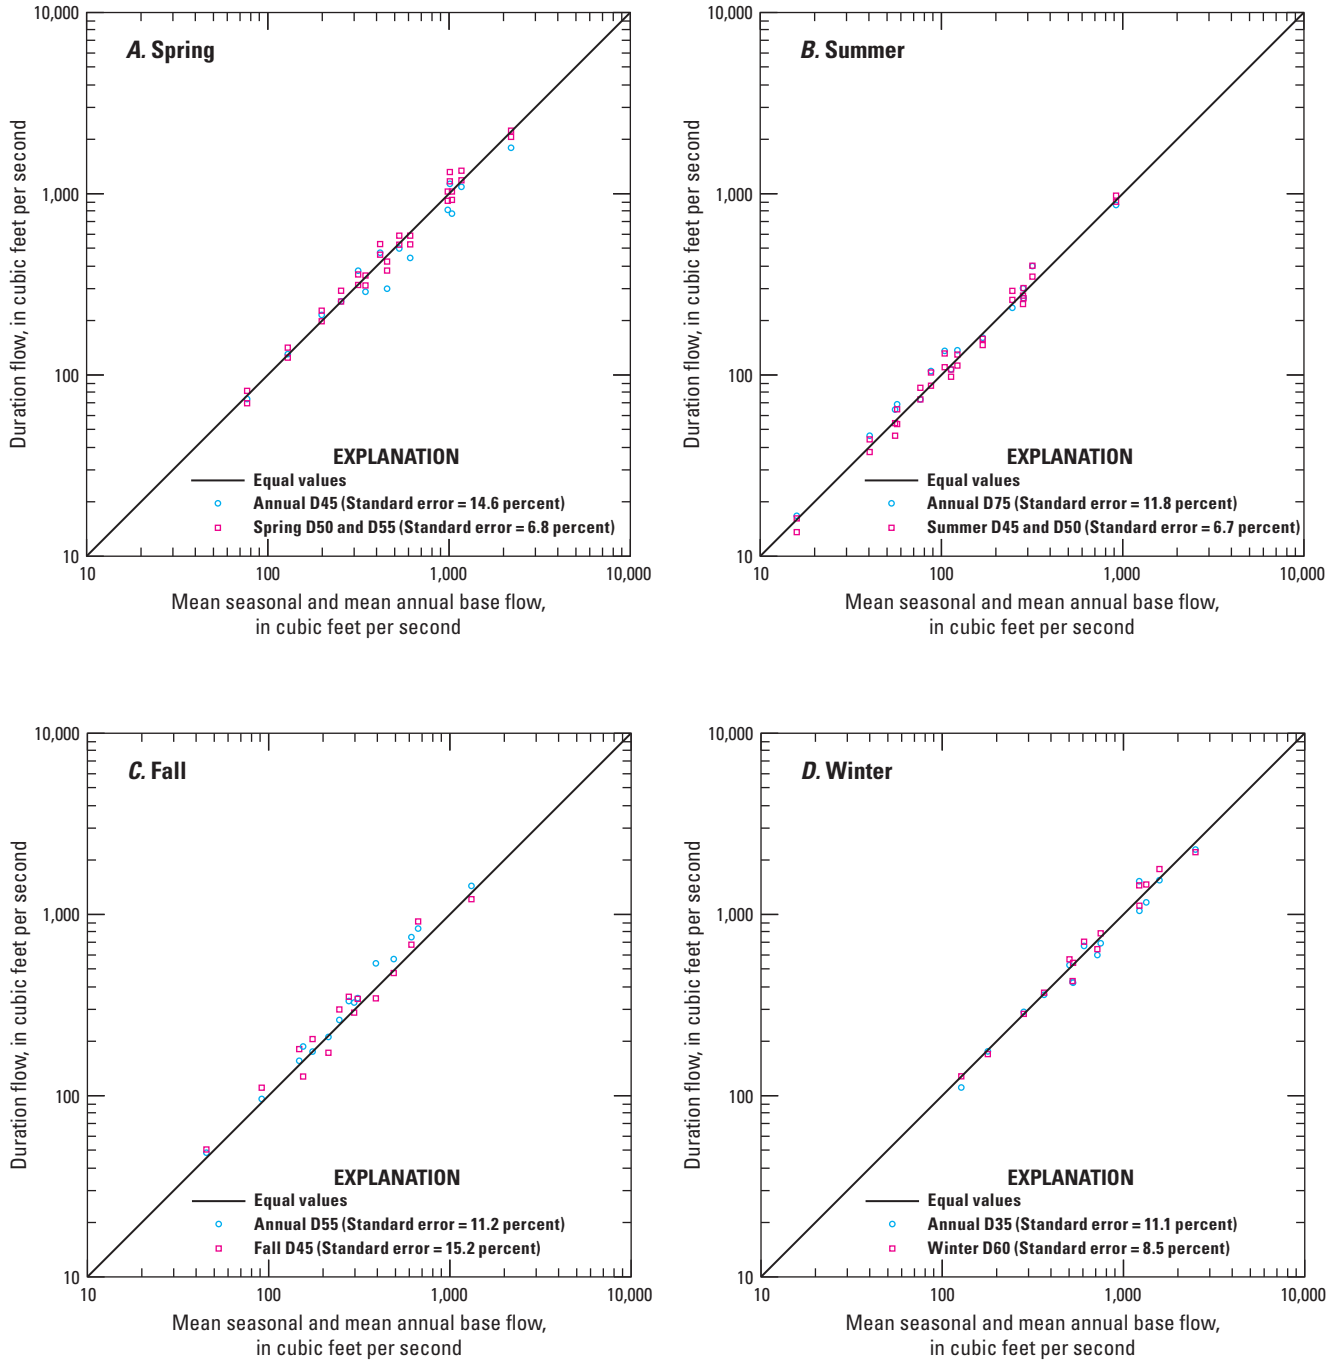 A. Spring
10,000
1,000
100
10
Duration flow, in cubic feet per second
EXPLANATION
Equal values
Annual D45 (Standard error = 14.6 percent)
Spring D50 and D55 (Standard error = 6.8 percent)
10
100
1,000
10,000
Mean seasonal and mean annual base flow,
in cubic feet per second
B. Summer
10,000
1,000
100
10
Duration flow, in cubic feet per second
EXPLANATION
Equal values
Annual D75 (Standard error = 11.8 percent)
Summer D45 and D50 (Standard error = 6.7 percent)
10
100
1,000
10,000
Mean seasonal and mean annual base flow,
in cubic feet per second
C. Fall
10,000
1,000
100
10
Duration flow, in cubic feet per second
EXPLANATION
Equal values
Annual D55 (Standard error = 11.2 percent)
Fall D45 (Standard error = 15.2 percent)
10
100
1,000
10,000
Mean seasonal and mean annual base flow,
in cubic feet per second
D. Winter
10,000
1,000
100
10
Duration flow, in cubic feet per second
EXPLANATION
Equal values
Annual D35 (Standard error = 11.1 percent)
Winter D60 (Standard error = 8.5 percent)
10
100
1,000
10,000
Mean seasonal and mean annual base flow,
in cubic feet per second